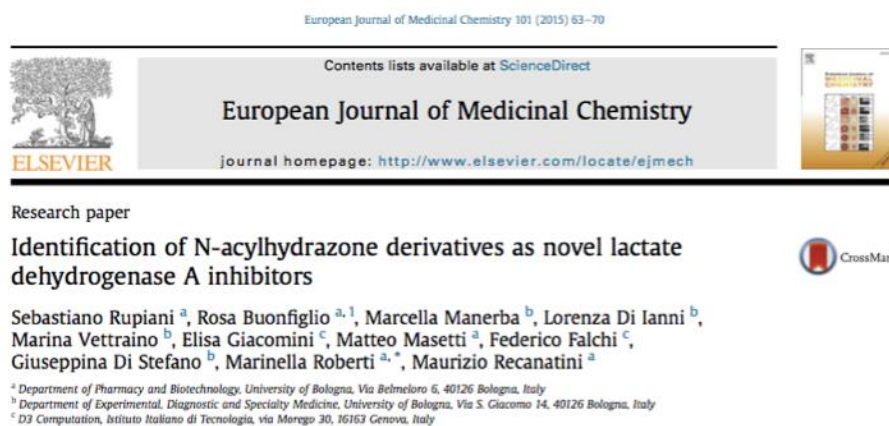 European Journal of Medicinal Chemistry 101 (2015) 63–70
Contents lists available at ScienceDirect
European Journal of Medicinal Chemistry
journal homepage: http://www.elsevier.com/locate/ejmech
ELSEVIER
Research paper
Identification of N-acylhydrazone derivatives as novel lactate
dehydrogenase A inhibitors
CrossMar
Sebastiano Rupiani a, Rosa Buonfiglio a, 1, Marcella Manerba b, Lorenza Di Ianni b,
Marina Vettraino b, Elisa Giacomini c, Matteo Masetti a, Federico Falchi c,
Giuseppina Di Stefano b, Marinella Roberti a, *, Maurizio Recanatini a
a Department of Pharmacy and Biotechnology, University of Bologna, Via Belmeloro 6, 40126 Bologna, Italy
b Department of Experimental, Diagnostic and Specialty Medicine, University of Bologna, Via S. Giacomo 14, 40126 Bologna, Italy
c D3 Computation, Istituto Italiano di Tecnologia, via Morego 30, 16163 Genova, Italy